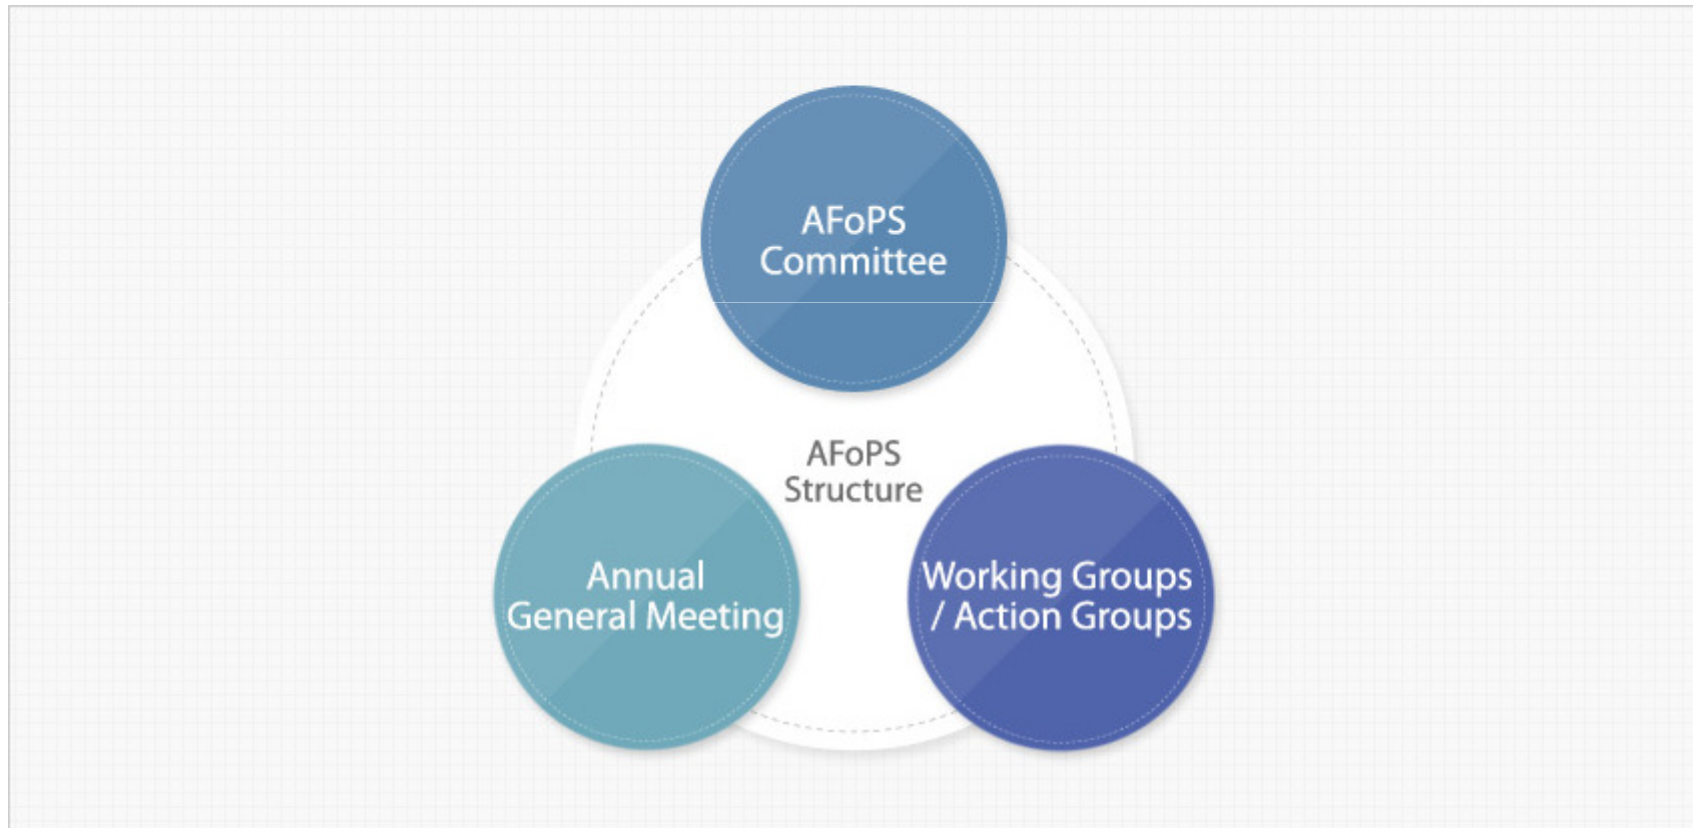 AFoPS
Committee
AFoPS
Structure
Annual
General Meeting
Working Groups
/ Action Groups